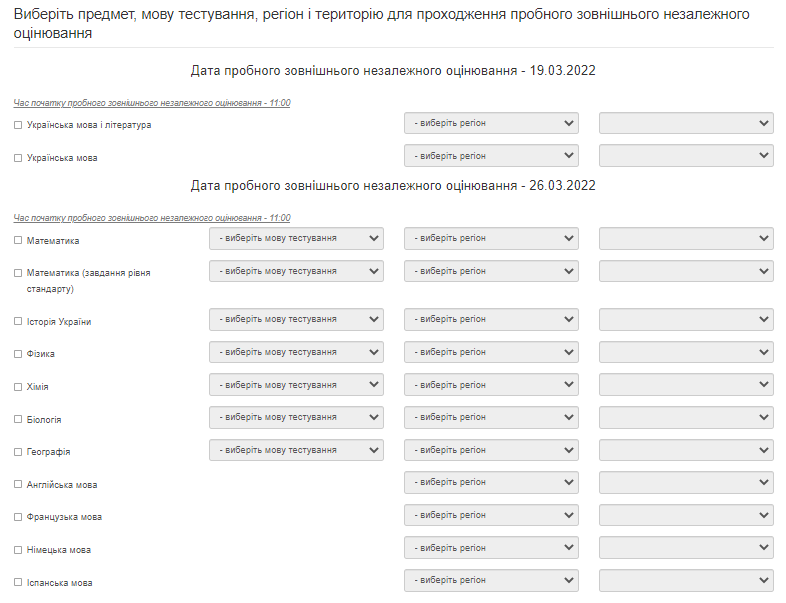 Виберіть предмет, мову тестування, регіон і територію для проходження пробного зовнішнього незалежного
оцінювання
Дата пробного зовнішнього незалежного оцінювання - 19.03.2022
Час початку пробного зовнішнього незалежного оцінювання - 11:00
Українська мова і література - виберіть регіон
Українська мова - виберіть регіон
Дата пробного зовнішнього незалежного оцінювання - 26.03.2022
Час початку пробного зовнішнього незалежного оцінювання - 11:00
Математика - виберіть мову тестування - виберіть регіон
Математика (завдання рівня - виберіть мову тестування - виберіть регіон
стандарту)
Історія України - виберіть мову тестування - виберіть регіон
Фізика - виберіть мову тестування - виберіть регіон
Хімія - виберіть мову тестування - виберіть регіон
Біологія - виберіть мову тестування - виберіть регіон
Географія - виберіть мову тестування - виберіть регіон
Англійська мова - виберіть регіон
Французька мова - виберіть регіон
Німецька мова - виберіть регіон
Іспанська мова - виберіть регіон